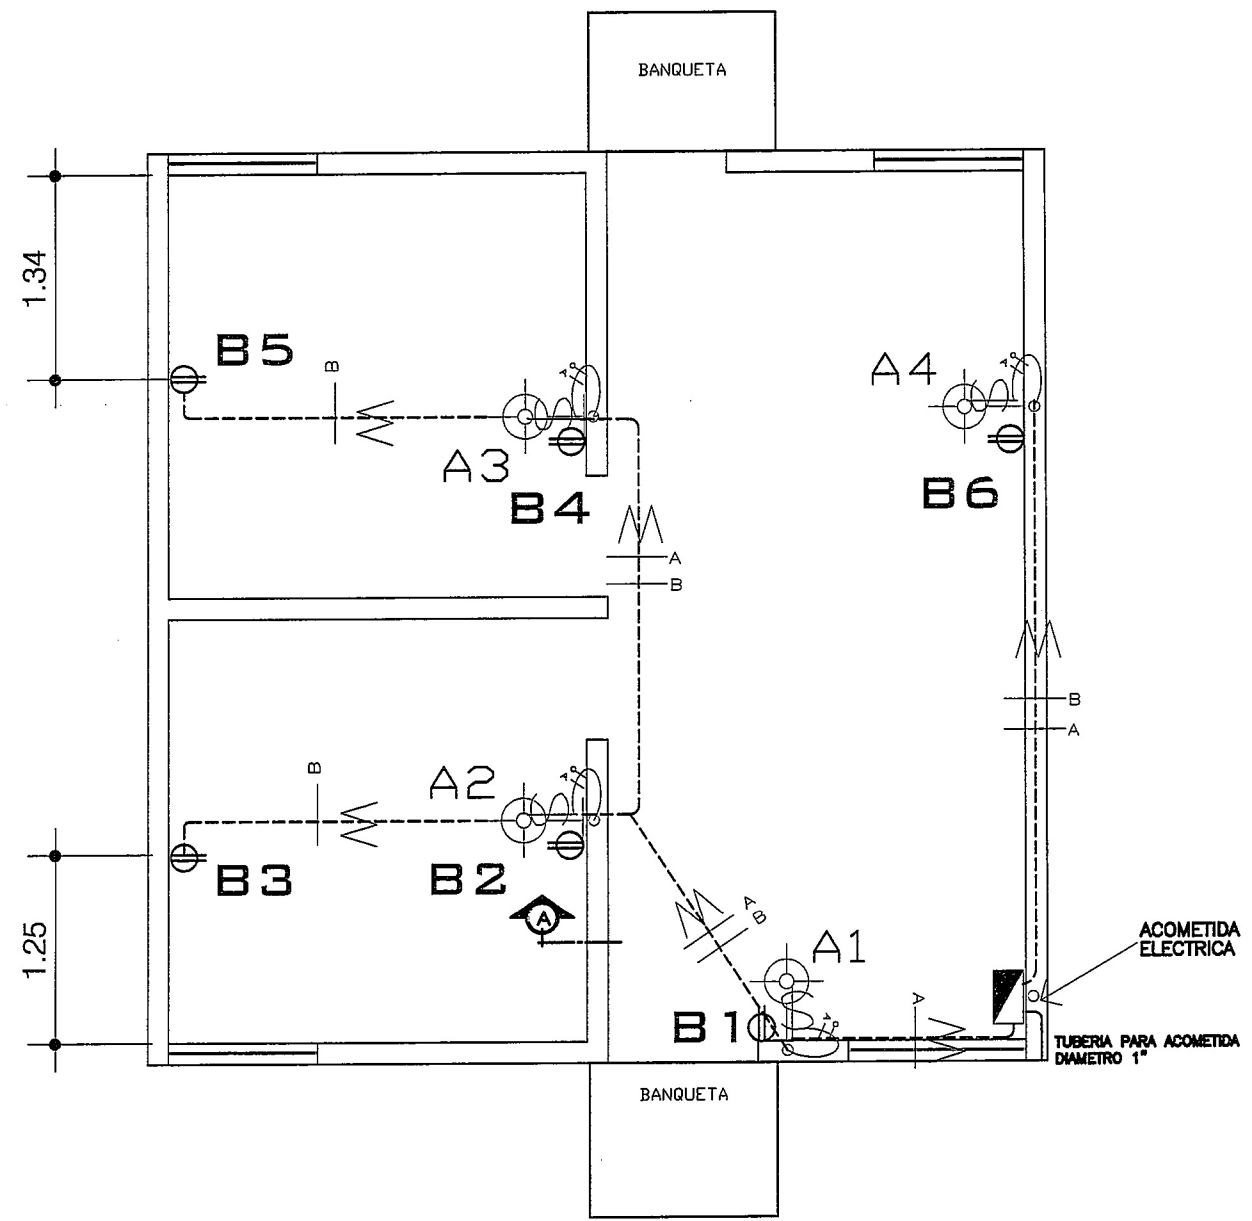 BANQUETA
1.34
B5
B
A
A4
A
A3
B4
B6
A
B
B
A
B
A2
A
B3
B2
A
A
B
A1
ACOMETIDA
ELECTRICA
1.25
A
B1
A
TUBERIA PARA ACOMETIDA
DIAMETRO 1"
BANQUETA